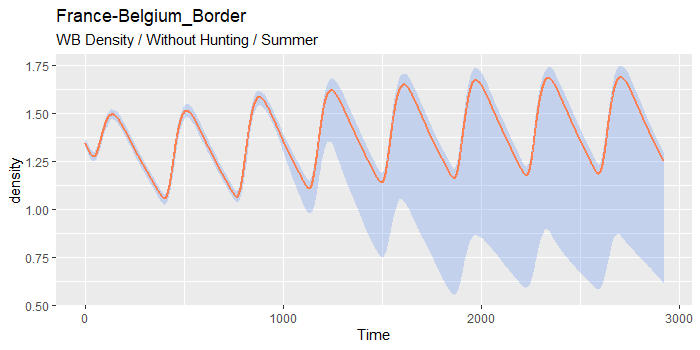 France-Belgium_Border
WB Density / Without Hunting / Summer
density
1.75
1.50
1.25
1.00
0.75
0.50
0
1000
2000
3000
Time